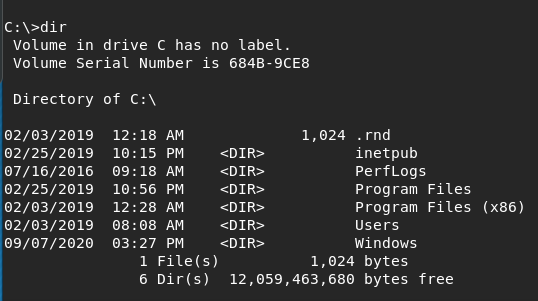 C:\>dir
 Volume in drive C has no label.
 Volume Serial Number is 684B-9CE8

 Directory of C:\

02/03/2019  12:18 AM             1,024 .rnd
02/25/2019  10:15 PM    <DIR>          inetpub
07/16/2016  09:18 AM    <DIR>          PerfLogs
02/25/2019  10:56 PM    <DIR>          Program Files
02/03/2019  12:28 AM    <DIR>          Program Files (x86)
02/03/2019  08:08 AM    <DIR>          Users
09/07/2020  03:27 PM    <DIR>          Windows
               1 File(s)          1,024 bytes
               6 Dir(s)  12,059,463,680 bytes free